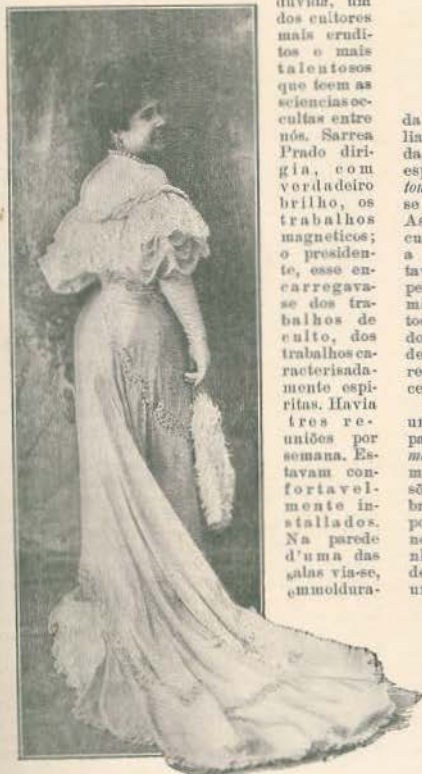 duvida, um
dos cultores
mais erudi-
tos e mais
talentosos
que teem as
sciencias oc-
cultas entre
nós. Sarrea
Prado diri-
gia, com
verdadeiro
brilho, os
trabalhos
magneticos;
o presiden-
te, esse en-
carregava-
se dos tra-
balhos de
culto, dos
trabalhos ca-
racterisada-
mente espi-
ritas. Havia
tres re-
uniões por
semana. Es-
tavam con-
fortavel-
mente in-
stallados.
Na parede
d'uma das
salas via-se,
emmoldura-
da
lia
da
esp
tou
se
As
cu
a
tav
pe
ma
too
do
de
re
ce
un
pa
m
m
sõ
br
po
ne
nl
de
un